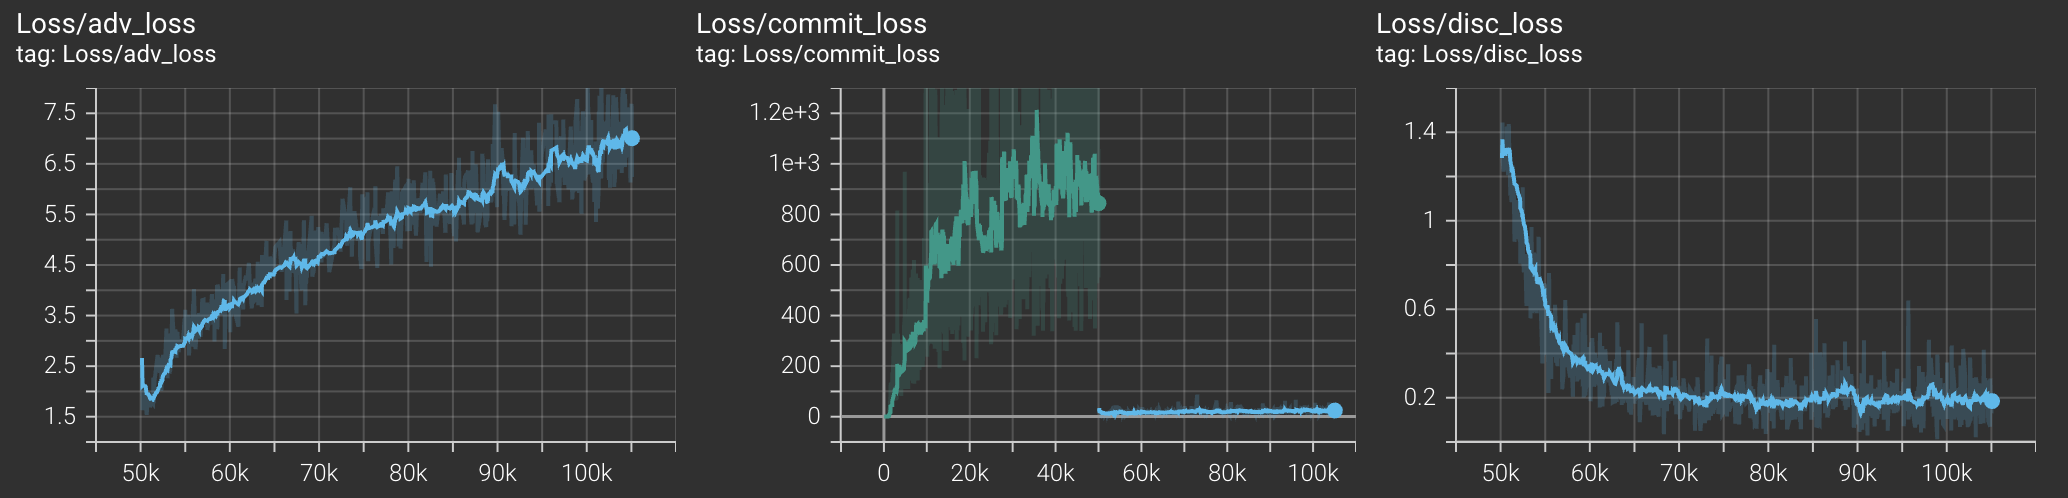 Loss/adv_loss
tag: Loss/adv_loss
7.5
6.5
5.5
4.5
3.5
2.5
1.5
50k 60k 70k 80k 90k 100k
Loss/commit_loss
tag: Loss/commit_loss
1.2e+3
1e+3
800
600
400
200
0
0 20k 40k 60k 80k 100k
Loss/disc_loss
tag: Loss/disc_loss
1.4
1
0.6
0.2
50k 60k 70k 80k 90k 100k